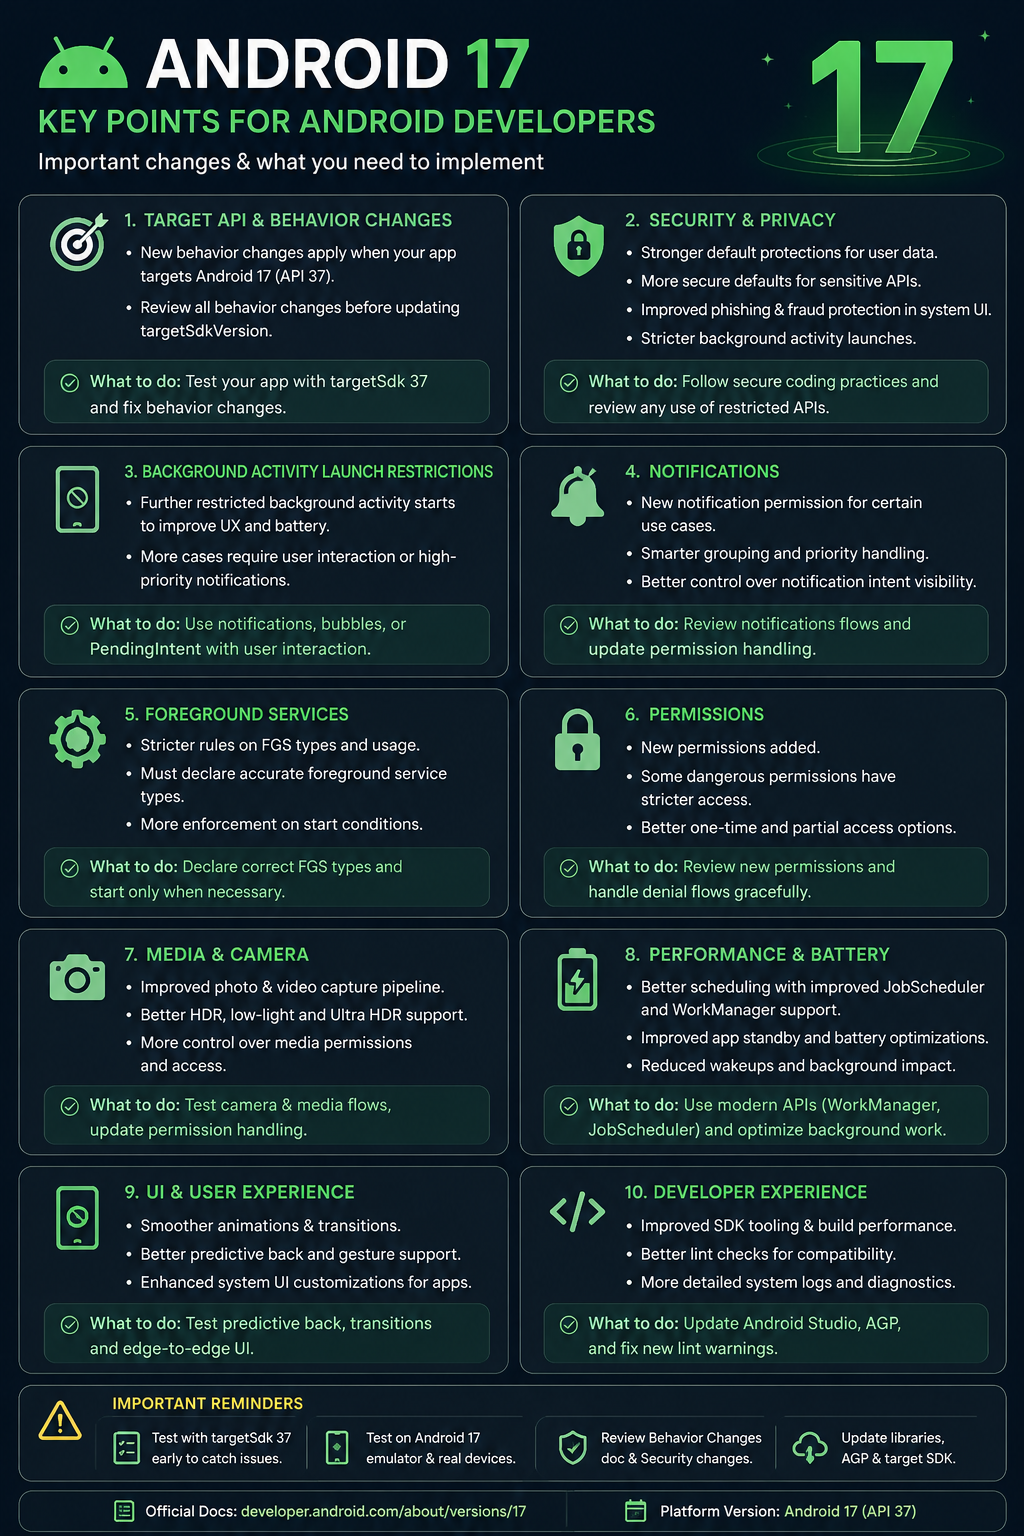 ANDROID 17
17
KEY POINTS FOR ANDROID DEVELOPERS
Important changes & what you need to implement
1. TARGET API & BEHAVIOR CHANGES
• New behavior changes apply when your app
targets Android 17 (API 37).
• Review all behavior changes before updating
targetSdkVersion.
What to do: Test your app with targetSdk 37
and fix behavior changes.
2. SECURITY & PRIVACY
• Stronger default protections for user data.
• More secure defaults for sensitive APIs.
• Improved phishing & fraud protection in system UI.
• Stricter background activity launches.
What to do: Follow secure coding practices and
review any use of restricted APIs.
3. BACKGROUND ACTIVITY LAUNCH RESTRICTIONS
• Further restricted background activity starts
to improve UX and battery.
• More cases require user interaction or high-
priority notifications.
What to do: Use notifications, bubbles, or
PendingIntent with user interaction.
4. NOTIFICATIONS
• New notification permission for certain
use cases.
• Smarter grouping and priority handling.
• Better control over notification intent visibility.
What to do: Review notifications flows and
update permission handling.
5. FOREGROUND SERVICES
• Stricter rules on FGS types and usage.
• Must declare accurate foreground service
types.
• More enforcement on start conditions.
What to do: Declare correct FGS types and
start only when necessary.
6. PERMISSIONS
• New permissions added.
• Some dangerous permissions have
stricter access.
• Better one-time and partial access options.
What to do: Review new permissions and
handle denial flows gracefully.
7. MEDIA & CAMERA
• Improved photo & video capture pipeline.
• Better HDR, low-light and Ultra HDR support.
• More control over media permissions
and access.
What to do: Test camera & media flows,
update permission handling.
8. PERFORMANCE & BATTERY
• Better scheduling with improved JobScheduler
and WorkManager support.
• Improved app standby and battery optimizations.
• Reduced wakeups and background impact.
What to do: Use modern APIs (WorkManager,
JobScheduler) and optimize background work.
9. UI & USER EXPERIENCE
• Smoother animations & transitions.
• Better predictive back and gesture support.
• Enhanced system UI customizations for apps.
What to do: Test predictive back, transitions
and edge-to-edge UI.
10. DEVELOPER EXPERIENCE
• Improved SDK tooling & build performance.
• Better lint checks for compatibility.
• More detailed system logs and diagnostics.
What to do: Update Android Studio, AGP,
and fix new lint warnings.
IMPORTANT REMINDERS
Test with targetSdk 37
early to catch issues.
Test on Android 17
emulator & real devices.
Review Behavior Changes
doc & Security changes.
Update libraries,
AGP & target SDK.
Official Docs: developer.android.com/about/versions/17
Platform Version: Android 17 (API 37)